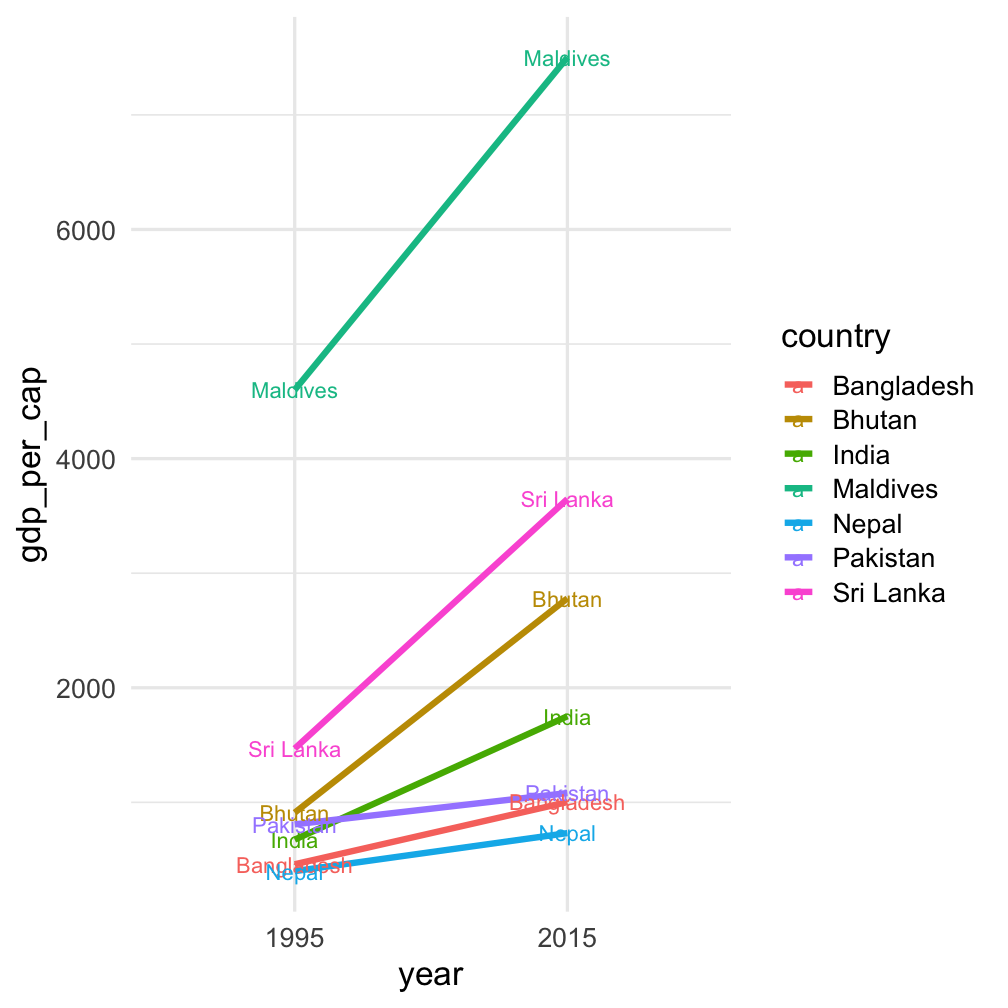 Maldives
6000
Maldives
4000
Sri Lanka
Bhutan
2000
India
Sri Lanka
Pakistan
Bangladesh
Bhutan
Pakistan
India
Nepal
Bangladesh
Nepal
1995
2015
year
gdp_per_cap
country
a Bangladesh
a Bhutan
a India
a Maldives
a Nepal
a Pakistan
a Sri Lanka